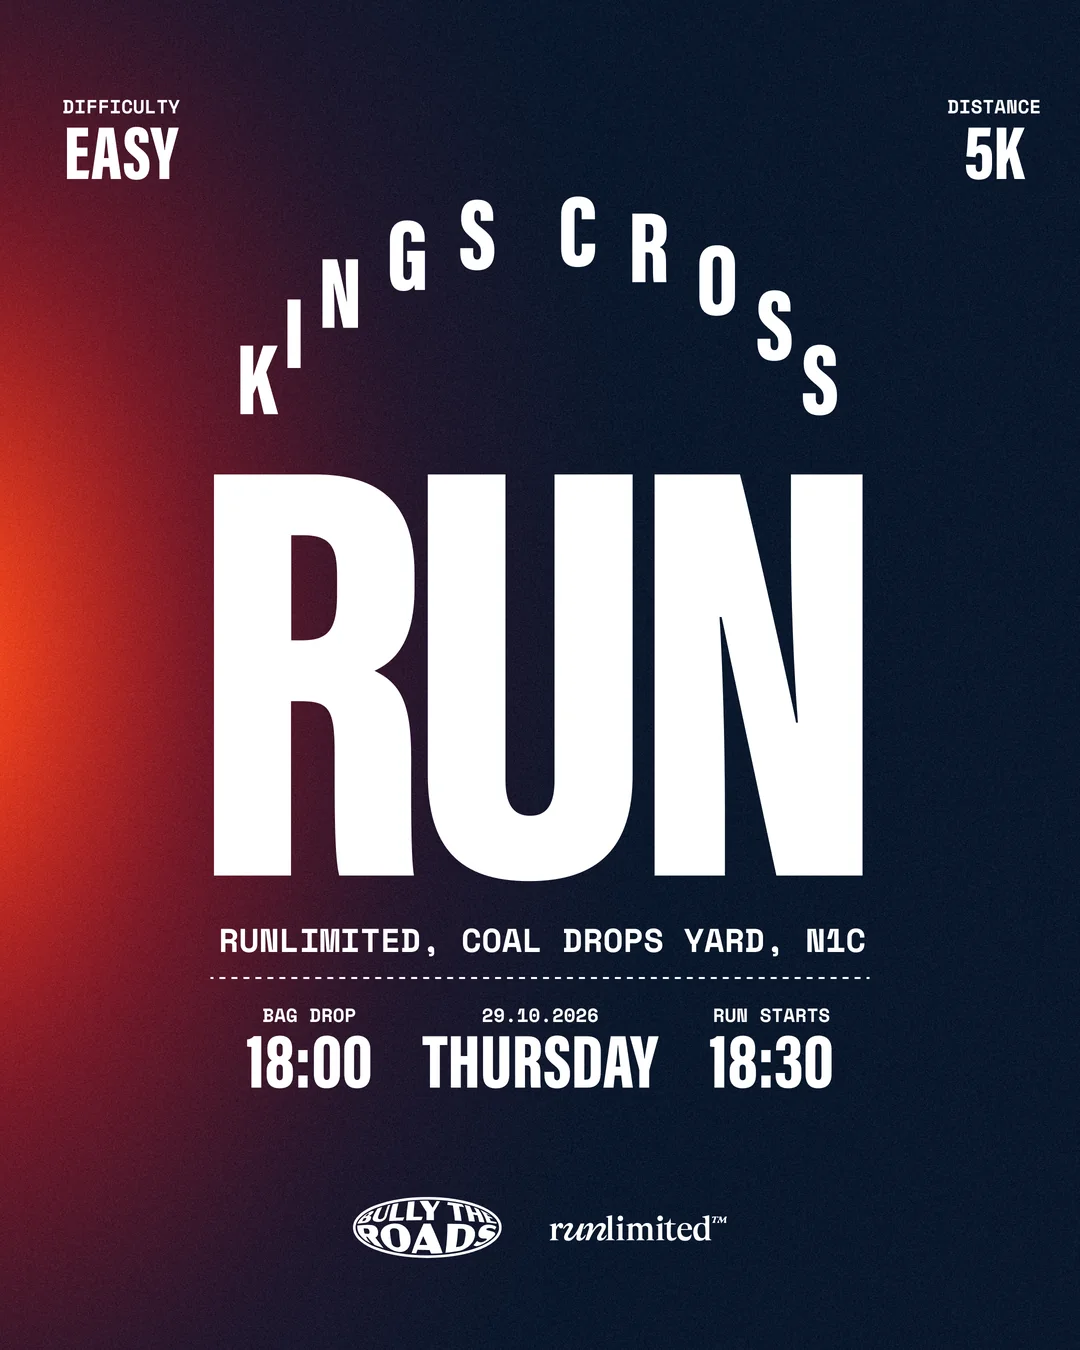 DIFFICULTY
EASY
DISTANCE
5K
KINGS CROSS
RUN
RUNLIMITED, COAL DROPS YARD, N1C
BAG DROP
18:00
29.10.2026
THURSDAY
RUN STARTS
18:30
BULLY THE
ROADS
runlimited™